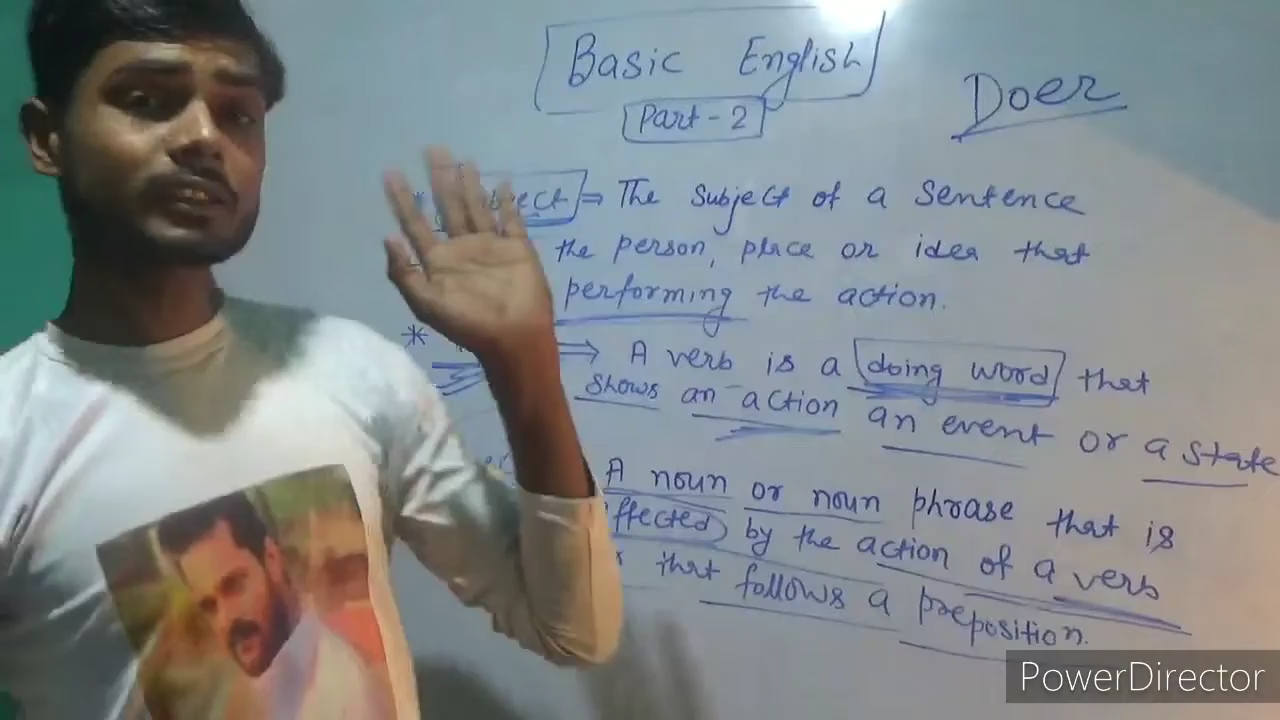 Basic English
Part - 2
Doer
* Subject ⇒ The subject of a sentence
the person, place or idea that
performing the action.
* ⇒ A verb is a doing word that
shows an action an event or a state
A noun or noun phrase that is
affected by the action of a verb
that follows a preposition.
PowerDirector